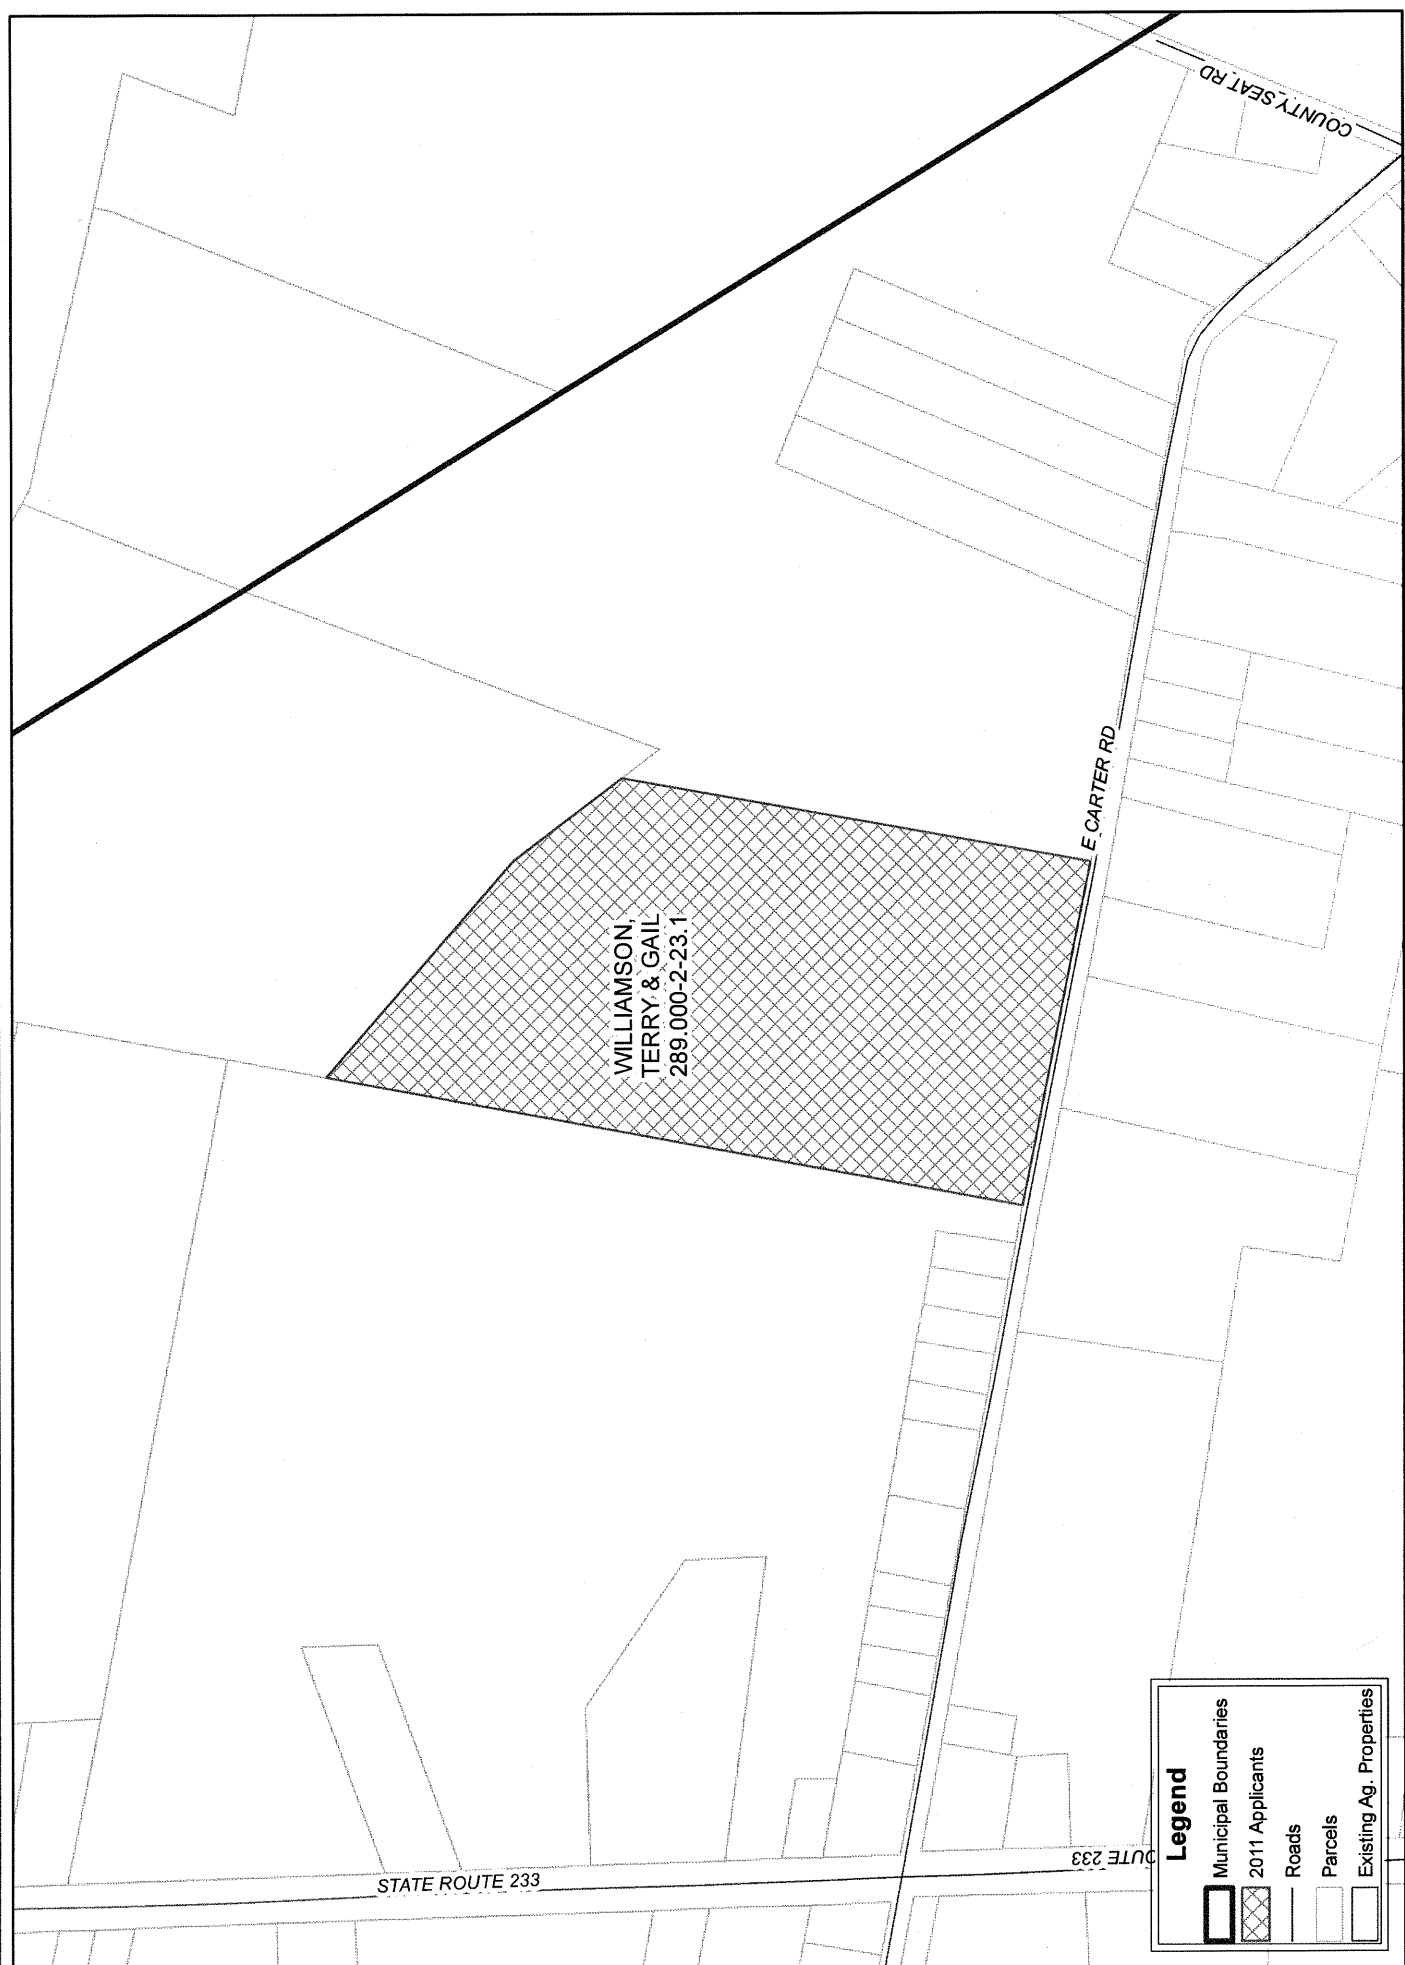 COUNTY SEAT RD
E CARTER RD
WILLIAMSON,
TERRY & GAIL
289.000-2-23.1
STATE ROUTE 233
OUTE 233
Legend
Municipal Boundaries
2011 Applicants
Roads
Parcels
Existing Ag. Properties